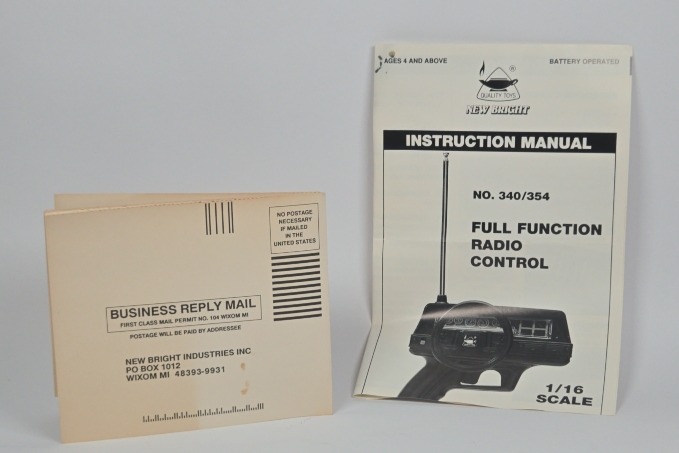 NO POSTAGE
NECESSARY
IF MAILED
IN THE
UNITED STATES
BUSINESS REPLY MAIL
FIRST CLASS MAIL PERMIT NO. 104 WIXOM MI
POSTAGE WILL BE PAID BY ADDRESSEE
NEW BRIGHT INDUSTRIES INC
PO BOX 1012
WIXOM MI 48393-9931
AGES 4 AND ABOVE
BATTERY OPERATED
®
QUALITY TOYS
NEW BRIGHT
INSTRUCTION MANUAL
NO. 340/354
FULL FUNCTION
RADIO
CONTROL
1/16
SCALE